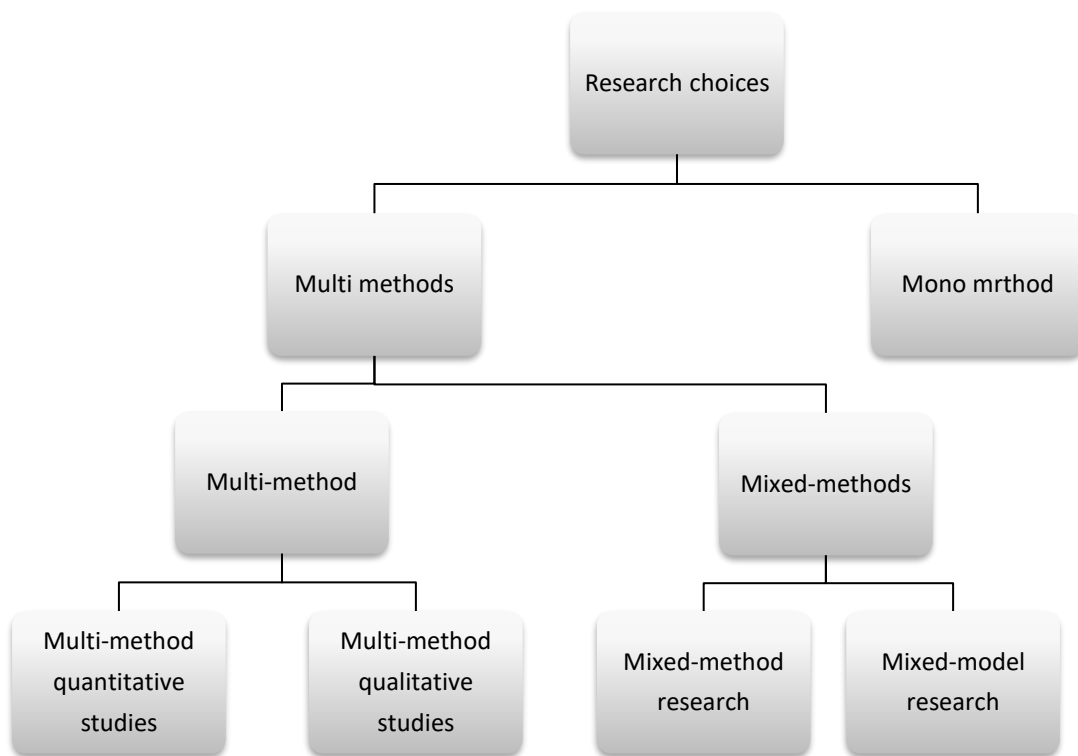 Research choices
Multi methods
Mono mrthod
Multi-method
Mixed-methods
Multi-method
quantitative
studies
Multi-method
qualitative
studies
Mixed-method
research
Mixed-model
research